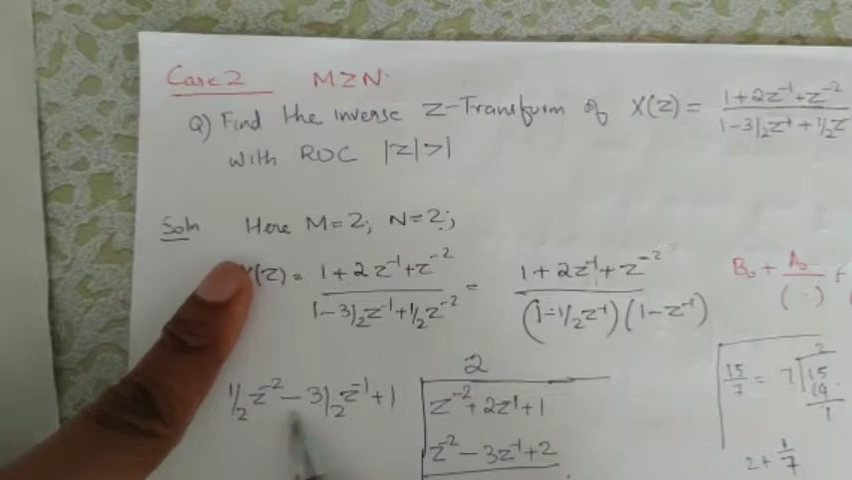 Case 2 M≥N.
Q) Find the inverse Z-Transform of X(z) = (1+2z⁻¹+z⁻²)/(1-3/2z⁻¹+1/2z
with ROC |z|>1
Soln Here M=2; N=2;
X(z) = (1+2z⁻¹+z⁻²)/(1-3/2z⁻¹+1/2z⁻²) = (1+2z⁻¹+z⁻²)/((1-1/2z⁻¹)(1-z⁻¹))
B₀ + A₀/(·) +
2
1/2z⁻²-3/2z⁻¹+1 z⁻²+2z⁻¹+1
z⁻²-3z⁻¹+2
2
15/7 = 7 15
14
1
2+1/7